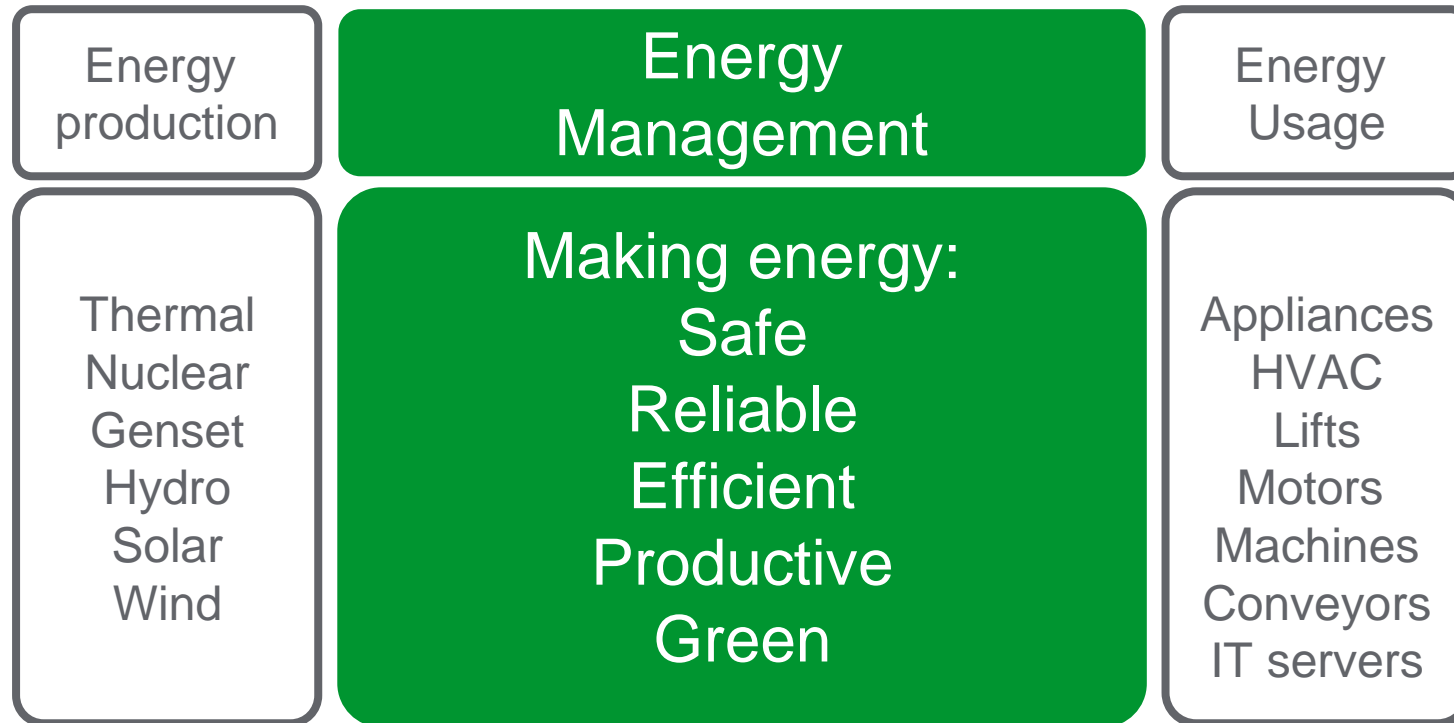 Energy
production
Energy
Management
Energy
Usage
Thermal
Nuclear
Genset
Hydro
Solar
Wind
Making energy:
Safe
Reliable
Efficient
Productive
Green
Appliances
HVAC
Lifts
Motors
Machines
Conveyors
IT servers